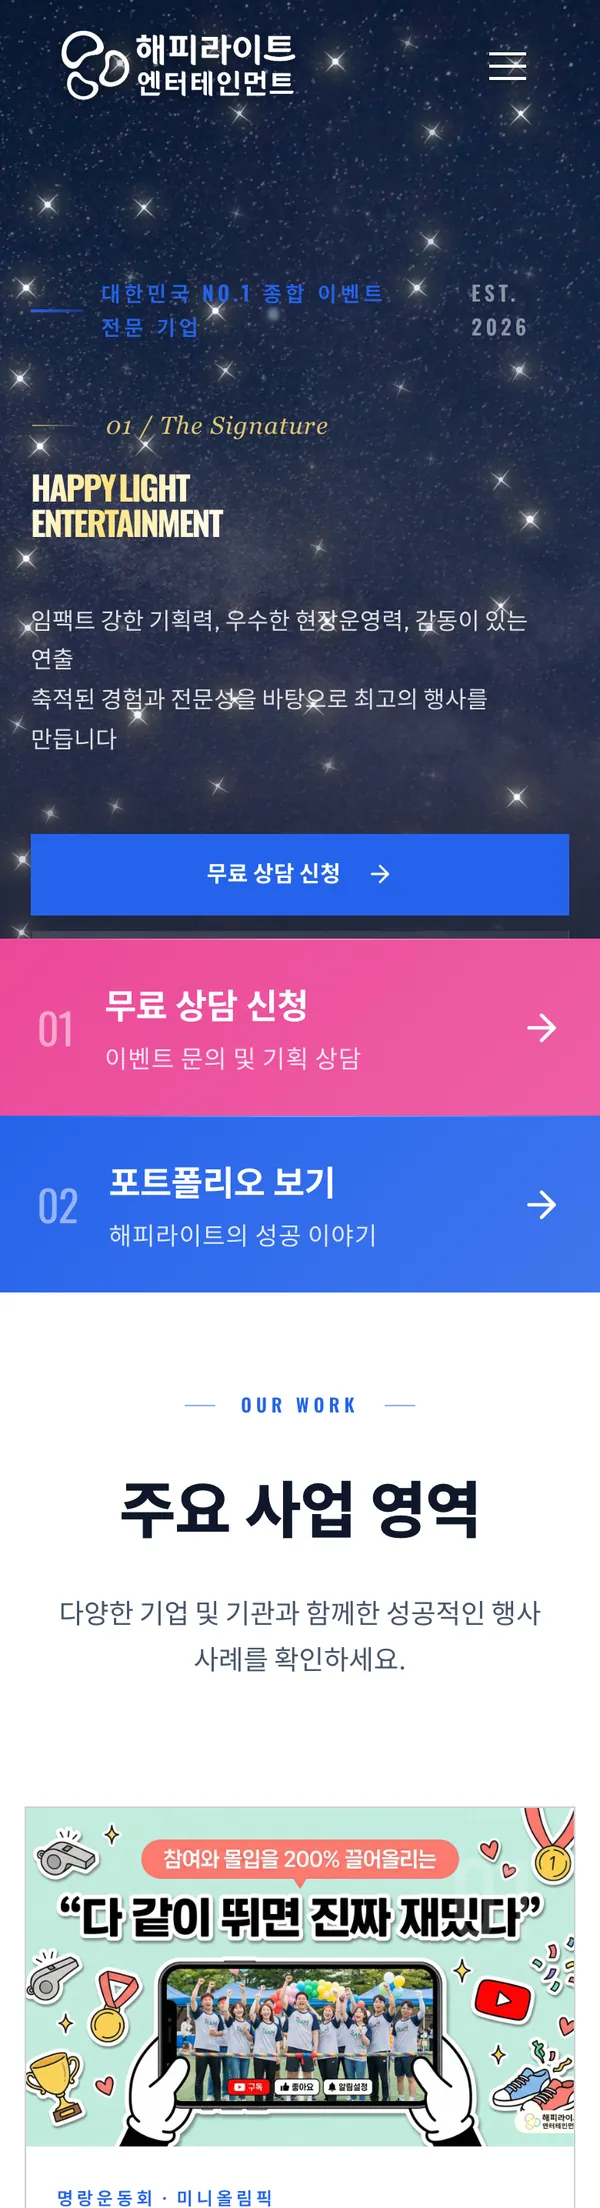 해피라이트
엔터테인먼트
대한민국 NO.1 종합 이벤트
전문 기업
EST.
2026
01 / The Signature
HAPPY LIGHT
ENTERTAINMENT
임팩트 강한 기획력, 우수한 현장운영력, 감동이 있는
연출
축적된 경험과 전문성을 바탕으로 최고의 행사를
만듭니다
무료 상담 신청
01
무료 상담 신청
이벤트 문의 및 기획 상담
02
포트폴리오 보기
해피라이트의 성공 이야기
OUR WORK
주요 사업 영역
다양한 기업 및 기관과 함께한 성공적인 행사
사례를 확인하세요.
참여와 몰입을 200% 끌어올리는
“다 같이 뛰면 진짜 재밌다”
1
구독
좋아요
알림설정
해피라이
엔터테인먼
명랑운동회 · 미니올림픽